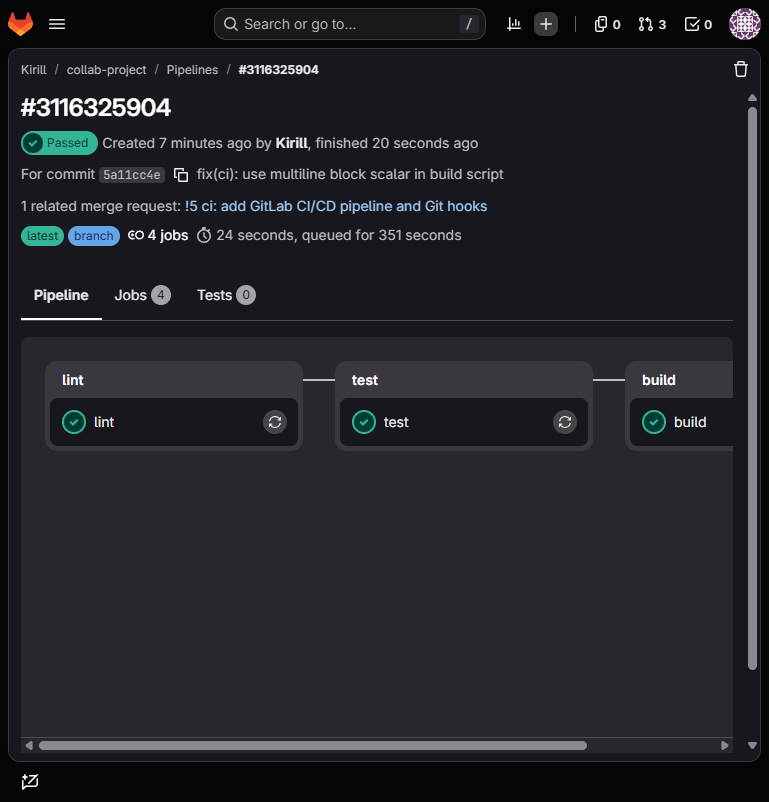 Search or go to... / 0 3 0
Kirill / collab-project / Pipelines / #3116325904
#3116325904
Passed Created 7 minutes ago by Kirill, finished 20 seconds ago
For commit 5a11cc4e fix(ci): use multiline block scalar in build script
1 related merge request: !5 ci: add GitLab CI/CD pipeline and Git hooks
latest branch 4 jobs 24 seconds, queued for 351 seconds
Pipeline Jobs 4 Tests 0
lint test build
lint test build